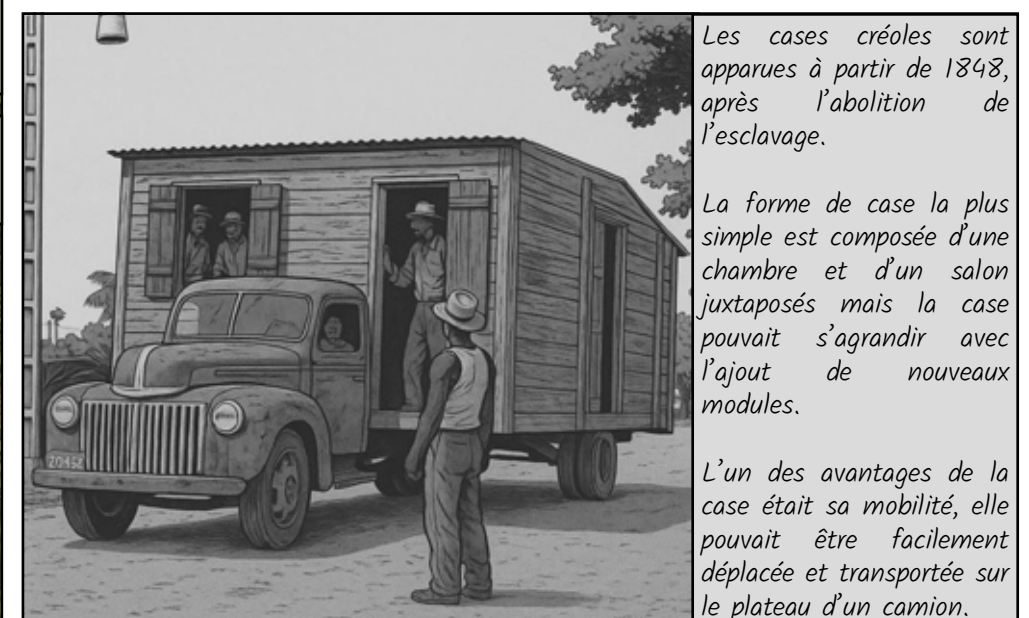 Les cases créoles sont
apparues à partir de 1848,
après l'abolition de
l'esclavage.
La forme de case la plus
simple est composée d'une
chambre et d'un salon
juxtaposés mais la case
pouvait s'agrandir avec
l'ajout de nouveaux
modules.
L'un des avantages de la
case était sa mobilité, elle
pouvait être facilement
déplacée et transportée sur
le plateau d'un camion.